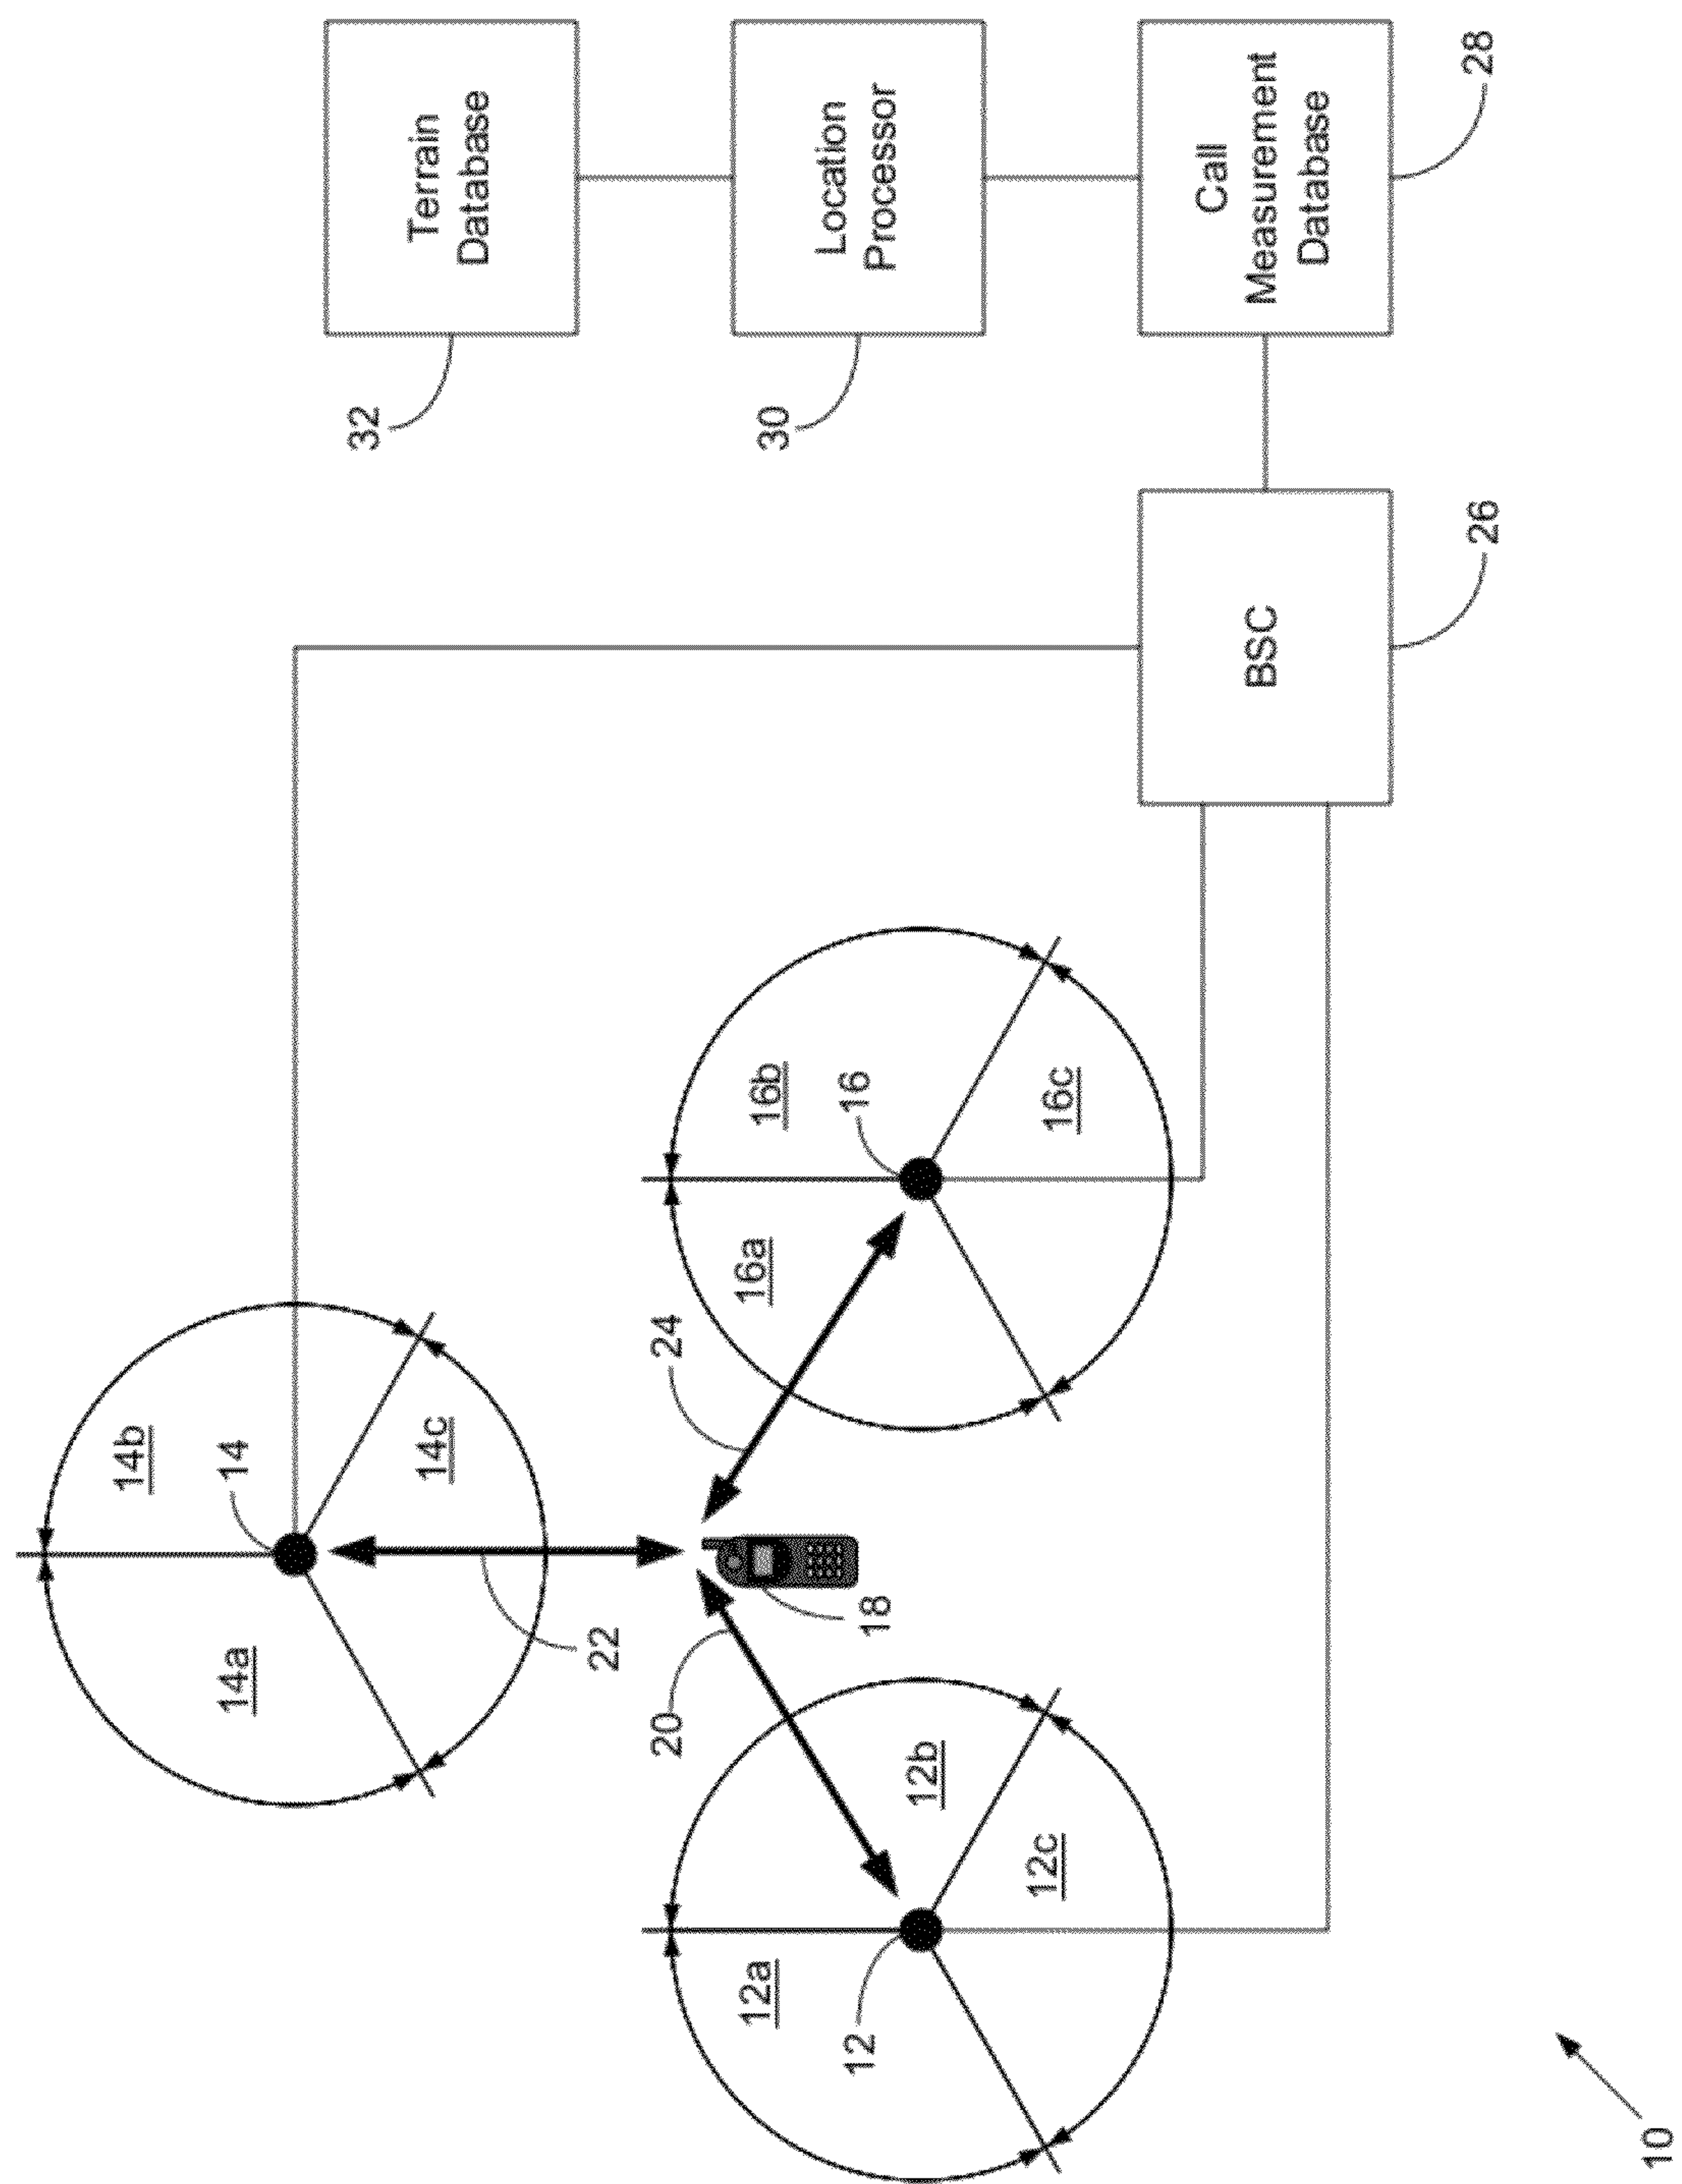 14b
14
14a
14c
22
Terrain
Database
32
Location
Processor
30
24
16b
16a
16
16c
20
18
12a
12b
12
12c
BSC
26
Call
Measurement
Database
28
10